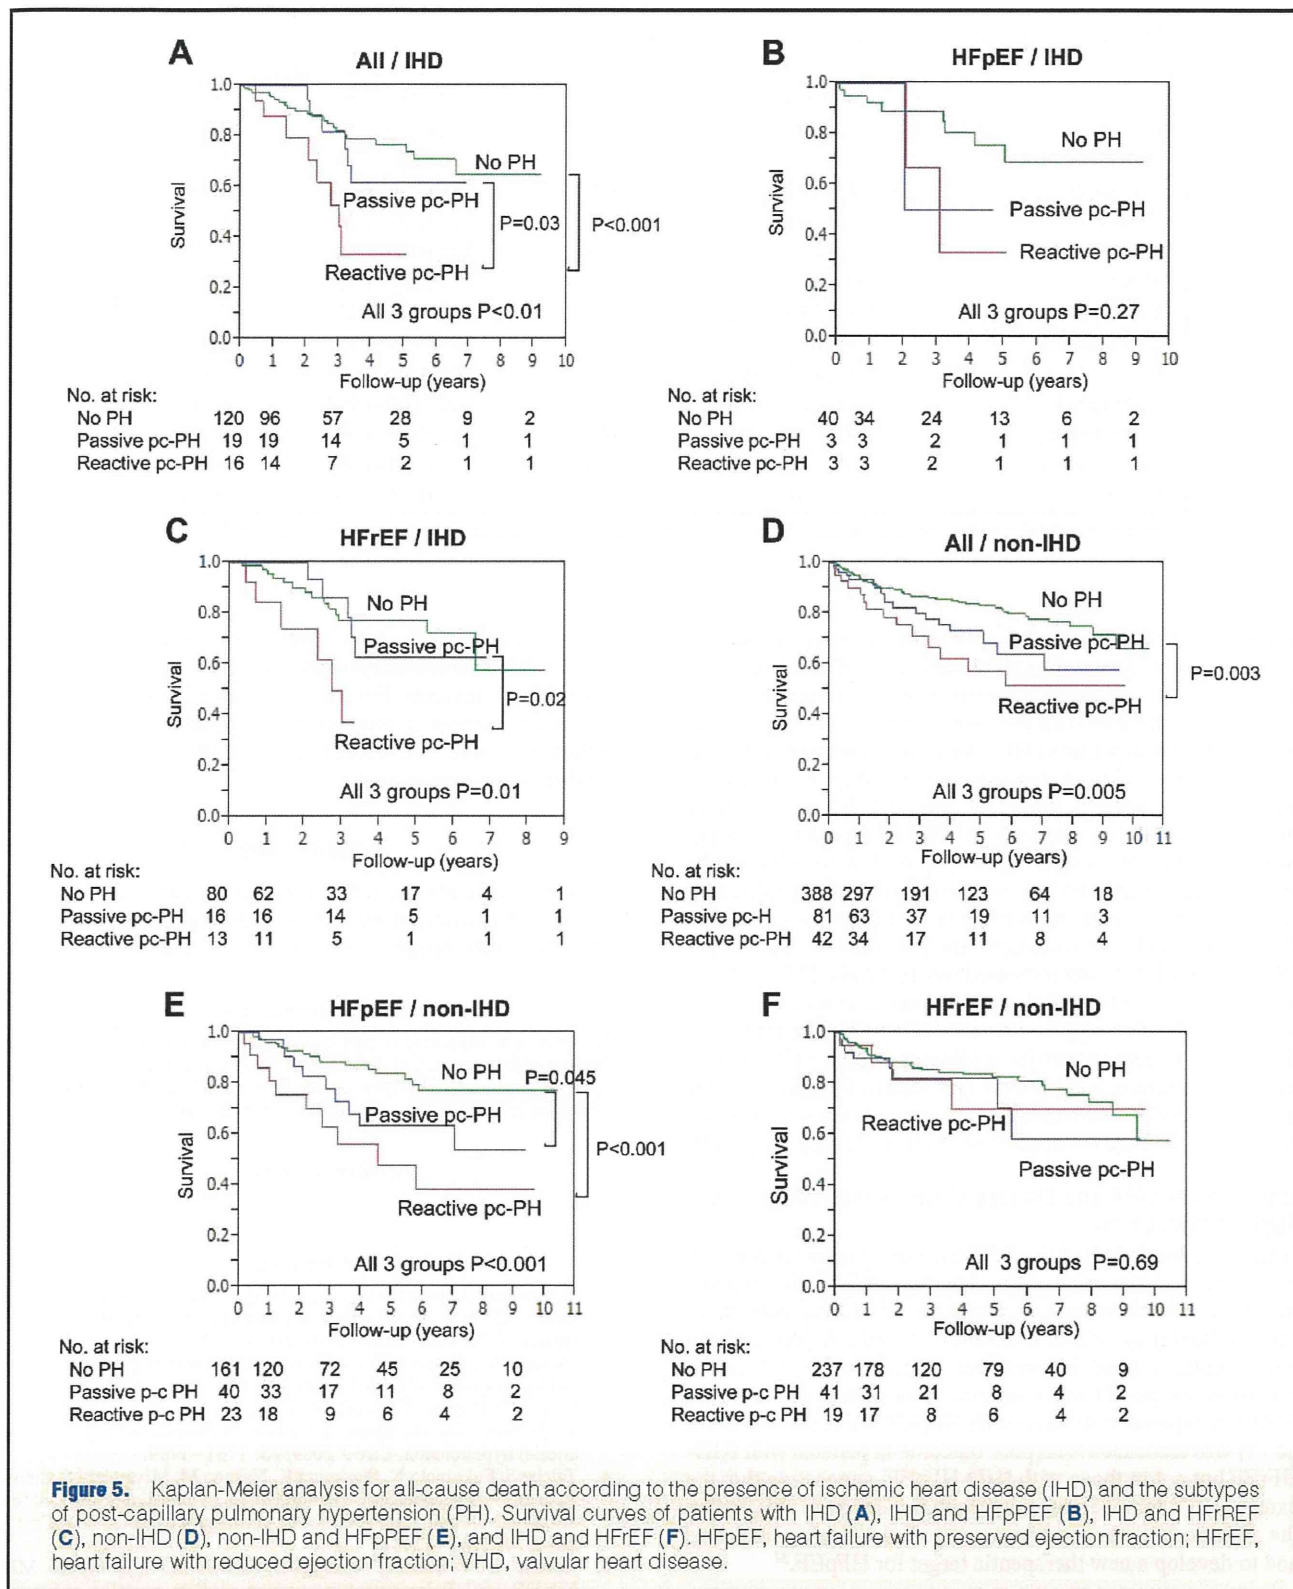 A
All / IHD
1.0
0.8
0.6
0.4
0.2
0.0
Survival
No PH
Passive pc-PH
Reactive pc-PH
P=0.03
P<0.001
All 3 groups P<0.01
0 1 2 3 4 5 6 7 8 9 10
Follow-up (years)
No. at risk:
No PH 120 96 57 28 9 2
Passive pc-PH 19 19 14 5 1 1
Reactive pc-PH 16 14 7 2 1 1
B
HFpEF / IHD
1.0
0.8
0.6
0.4
0.2
0.0
Survival
No PH
Passive pc-PH
Reactive pc-PH
All 3 groups P=0.27
0 1 2 3 4 5 6 7 8 9 10
Follow-up (years)
No. at risk:
No PH 40 34 24 13 6 2
Passive pc-PH 3 3 2 1 1 1
Reactive pc-PH 3 3 2 1 1 1
C
HFrEF / IHD
1.0
0.8
0.6
0.4
0.2
0.0
Survival
No PH
Passive pc-PH
P=0.02
Reactive pc-PH
All 3 groups P=0.01
0 1 2 3 4 5 6 7 8 9
Follow-up (years)
No. at risk:
No PH 80 62 33 17 4 1
Passive pc-PH 16 16 14 5 1 1
Reactive pc-PH 13 11 5 1 1 1
D
All / non-IHD
1.0
0.8
0.6
0.4
0.2
0.0
Survival
No PH
Passive pc-PH
P=0.003
Reactive pc-PH
All 3 groups P=0.005
0 1 2 3 4 5 6 7 8 9 10 11
Follow-up (years)
No. at risk:
No PH 388 297 191 123 64 18
Passive pc-H 81 63 37 19 11 3
Reactive pc-PH 42 34 17 11 8 4
E
HFpEF / non-IHD
1.0
0.8
0.6
0.4
0.2
0.0
Survival
No PH
P=0.045
Passive pc-PH
P<0.001
Reactive pc-PH
All 3 groups P<0.001
0 1 2 3 4 5 6 7 8 9 10 11
Follow-up (years)
No. at risk:
No PH 161 120 72 45 25 10
Passive p-c PH 40 33 17 11 8 2
Reactive p-c PH 23 18 9 6 4 2
F
HFrEF / non-IHD
1.0
0.8
0.6
0.4
0.2
0.0
Survival
No PH
Reactive pc-PH
Passive pc-PH
All 3 groups P=0.69
0 1 2 3 4 5 6 7 8 9 10 11
Follow-up (years)
No. at risk:
No PH 237 178 120 79 40 9
Passive p-c PH 41 31 21 8 4 2
Reactive p-c PH 19 17 8 6 4 2
Figure 5. Kaplan-Meier analysis for all-cause death according to the presence of ischemic heart disease (IHD) and the subtypes
of post-capillary pulmonary hypertension (PH). Survival curves of patients with IHD (A), IHD and HFpPEF (B), IHD and HFrREF
(C), non-IHD (D), non-IHD and HFpPEF (E), and IHD and HFrEF (F). HFpEF, heart failure with preserved ejection fraction; HFrEF,
heart failure with reduced ejection fraction; VHD, valvular heart disease.